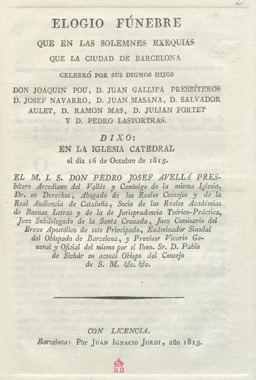 ELOGIO FÚNEBRE
QUE EN LAS SOLEMNES EXEQUIAS
QUE LA CIUDAD DE BARCELONA
CELEBRÓ POR SUS DIGNOS HIJOS
DON JOAQUIN POU, D. JUAN GALLIFA PRESBÍTEROS
D. JOSEF NAVARRO, D. JUAN MASANA, D. SALVADOR
AULET, D. RAMON MAS, D. JULIAN PORTET
Y D. PEDRO LASTORTRAS.
DIXO:
EN LA IGLESIA CATEDRAL
el dia 16 de Octubre de 1815.
EL M. I. S. DON PEDRO JOSEF AVELLÁ PRES-
bítero Arcediano del Vallés y Canónigo de la misma Iglesia,
Dr. en Derechos, Abogado de los Reales Consejos y de la
Real Audiencia de Cataluña, Socio de las Reales Académias
de Buenas Letras y de la de Jurisprudencia Teórico-Práctica,
Juez Subdelegado de la Santa Cruzada, Juez Comisario del
Breve Apostólico de este Principado, Examinador Sinodal
del Obispado de Barcelona, y Provisor Vicario Ge-
neral y Oficial del mismo por el Ilmo. Sr. D. Pablo
de Sichár su actual Obispo del Consejo
de S. M. &c. &c.
CON LICENCIA.
Barcelona: Por JUAN IGNACIO JORDI, año 1815.